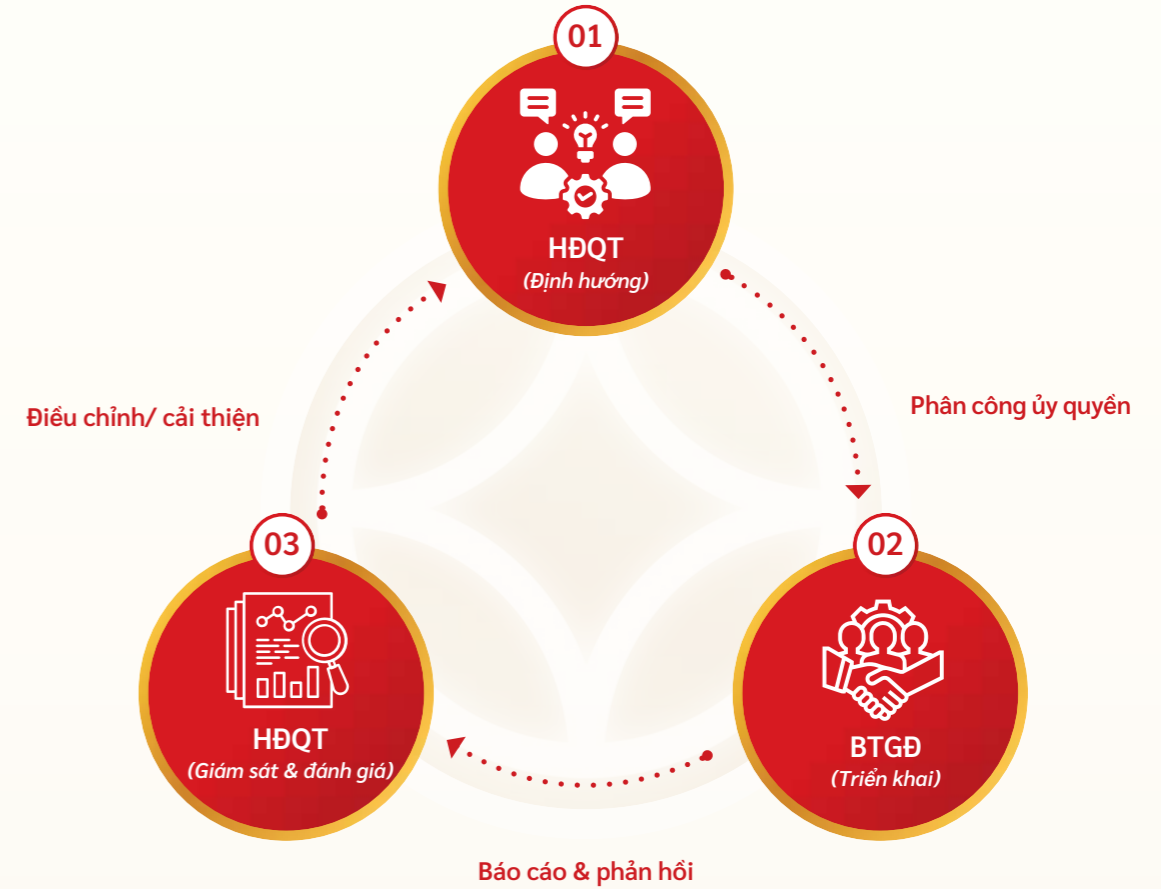 01
HĐQT
(Định hướng)
Điều chỉnh/ cải thiện
Phân công ủy quyền
03
HĐQT
(Giám sát & đánh giá)
02
BTGĐ
(Triển khai)
Báo cáo & phản hồi